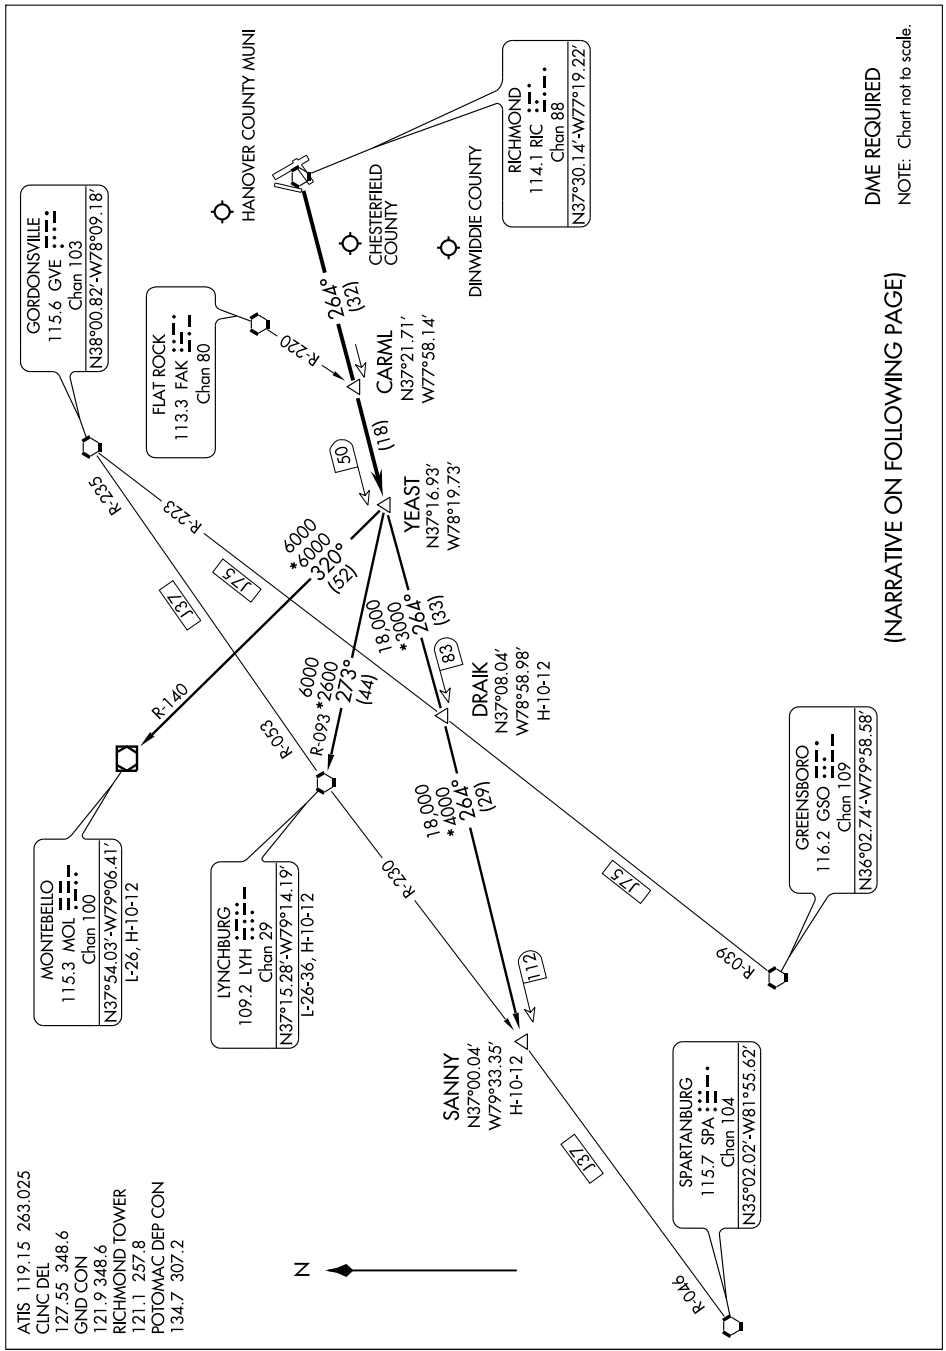 ATIS 119.15 263.025
CLNC DEL
127.55 348.6
GND CON
121.9 348.6
RICHMOND TOWER
121.1 257.8
POTOMAC DEP CON
134.7 307.2
N
MONTEBELLO
115.3 MOL
Chan 100
N37°54.03'-W79°06.41'
L-26, H-10-12
LYNCHBURG
109.2 LYH
Chan 29
N37°15.28'-W79°14.19'
L-26-36, H-10-12
GORDONSVILLE
115.6 GVE
Chan 103
N38°00.82'-W78°09.18'
FLAT ROCK
113.3 FAK
Chan 80
HANOVER COUNTY MUNI
CHESTERFIELD
COUNTY
DINWIDDIE COUNTY
RICHMOND
114.1 RIC
Chan 88
N37°30.14'-W77°19.22'
R-235
R-223
J37
J75
R-220
264°
(32)
CARML
N37°21.71'
W77°58.14'
(18)
50
YEAST
N37°16.93'
W78°19.73'
6000
*6000
320°
(52)
R-140
R-053
6000
R-093 *2600
273°
(44)
18,000
*3000
264°
(33)
83
DRAIK
N37°08.04'
W78°58.98'
H-10-12
18,000
*4000
264°
(29)
R-230
112
SANNY
N37°00.04'
W79°33.35'
H-10-12
J75
R-039
GREENSBORO
116.2 GSO
Chan 109
N36°02.74'-W79°58.58'
J37
R-046
SPARTANBURG
115.7 SPA
Chan 104
N35°02.02'-W81°55.62'
(NARRATIVE ON FOLLOWING PAGE)
DME REQUIRED
NOTE: Chart not to scale.